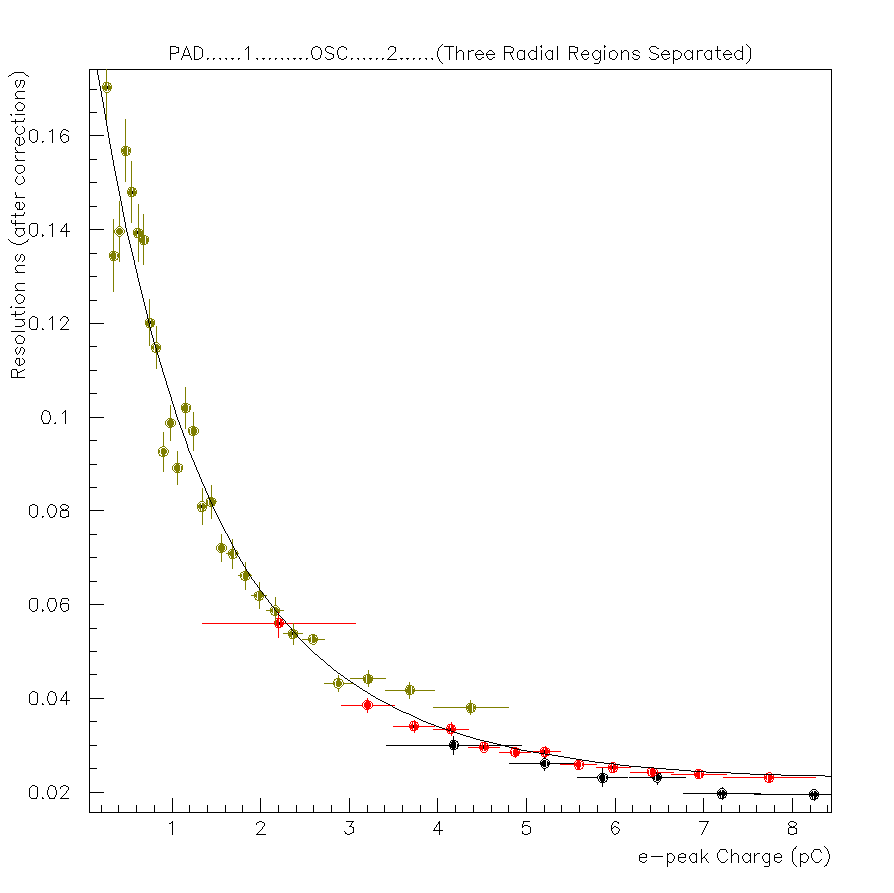 PAD......1.........OSC......2......(Three Radial Regions Separated)
Resolution ns (after corrections)
0.16
0.14
0.12
0.1
0.08
0.06
0.04
0.02
1 2 3 4 5 6 7 8
e-peak Charge (pC)